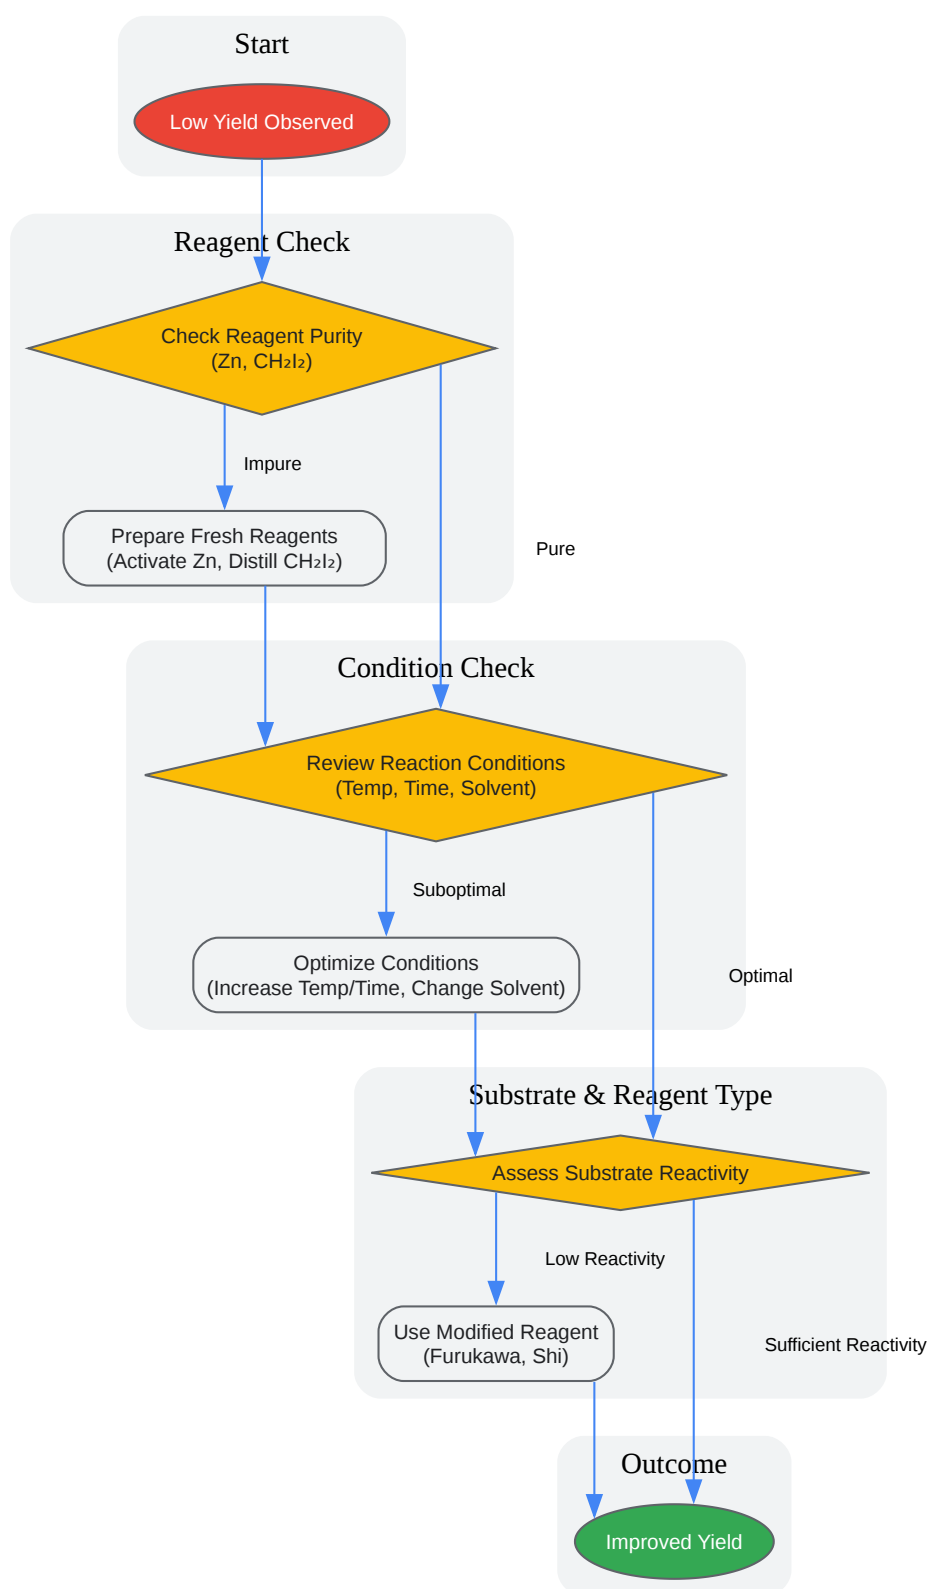 Start
Low Yield Observed
Reagent Check
Check Reagent Purity
(Zn, CH₂I₂)
Impure
Prepare Fresh Reagents
(Activate Zn, Distill CH₂I₂)
Pure
Condition Check
Review Reaction Conditions
(Temp, Time, Solvent)
Suboptimal
Optimize Conditions
(Increase Temp/Time, Change Solvent)
Optimal
Substrate & Reagent Type
Assess Substrate Reactivity
Low Reactivity
Use Modified Reagent
(Furukawa, Shi)
Sufficient Reactivity
Outcome
Improved Yield